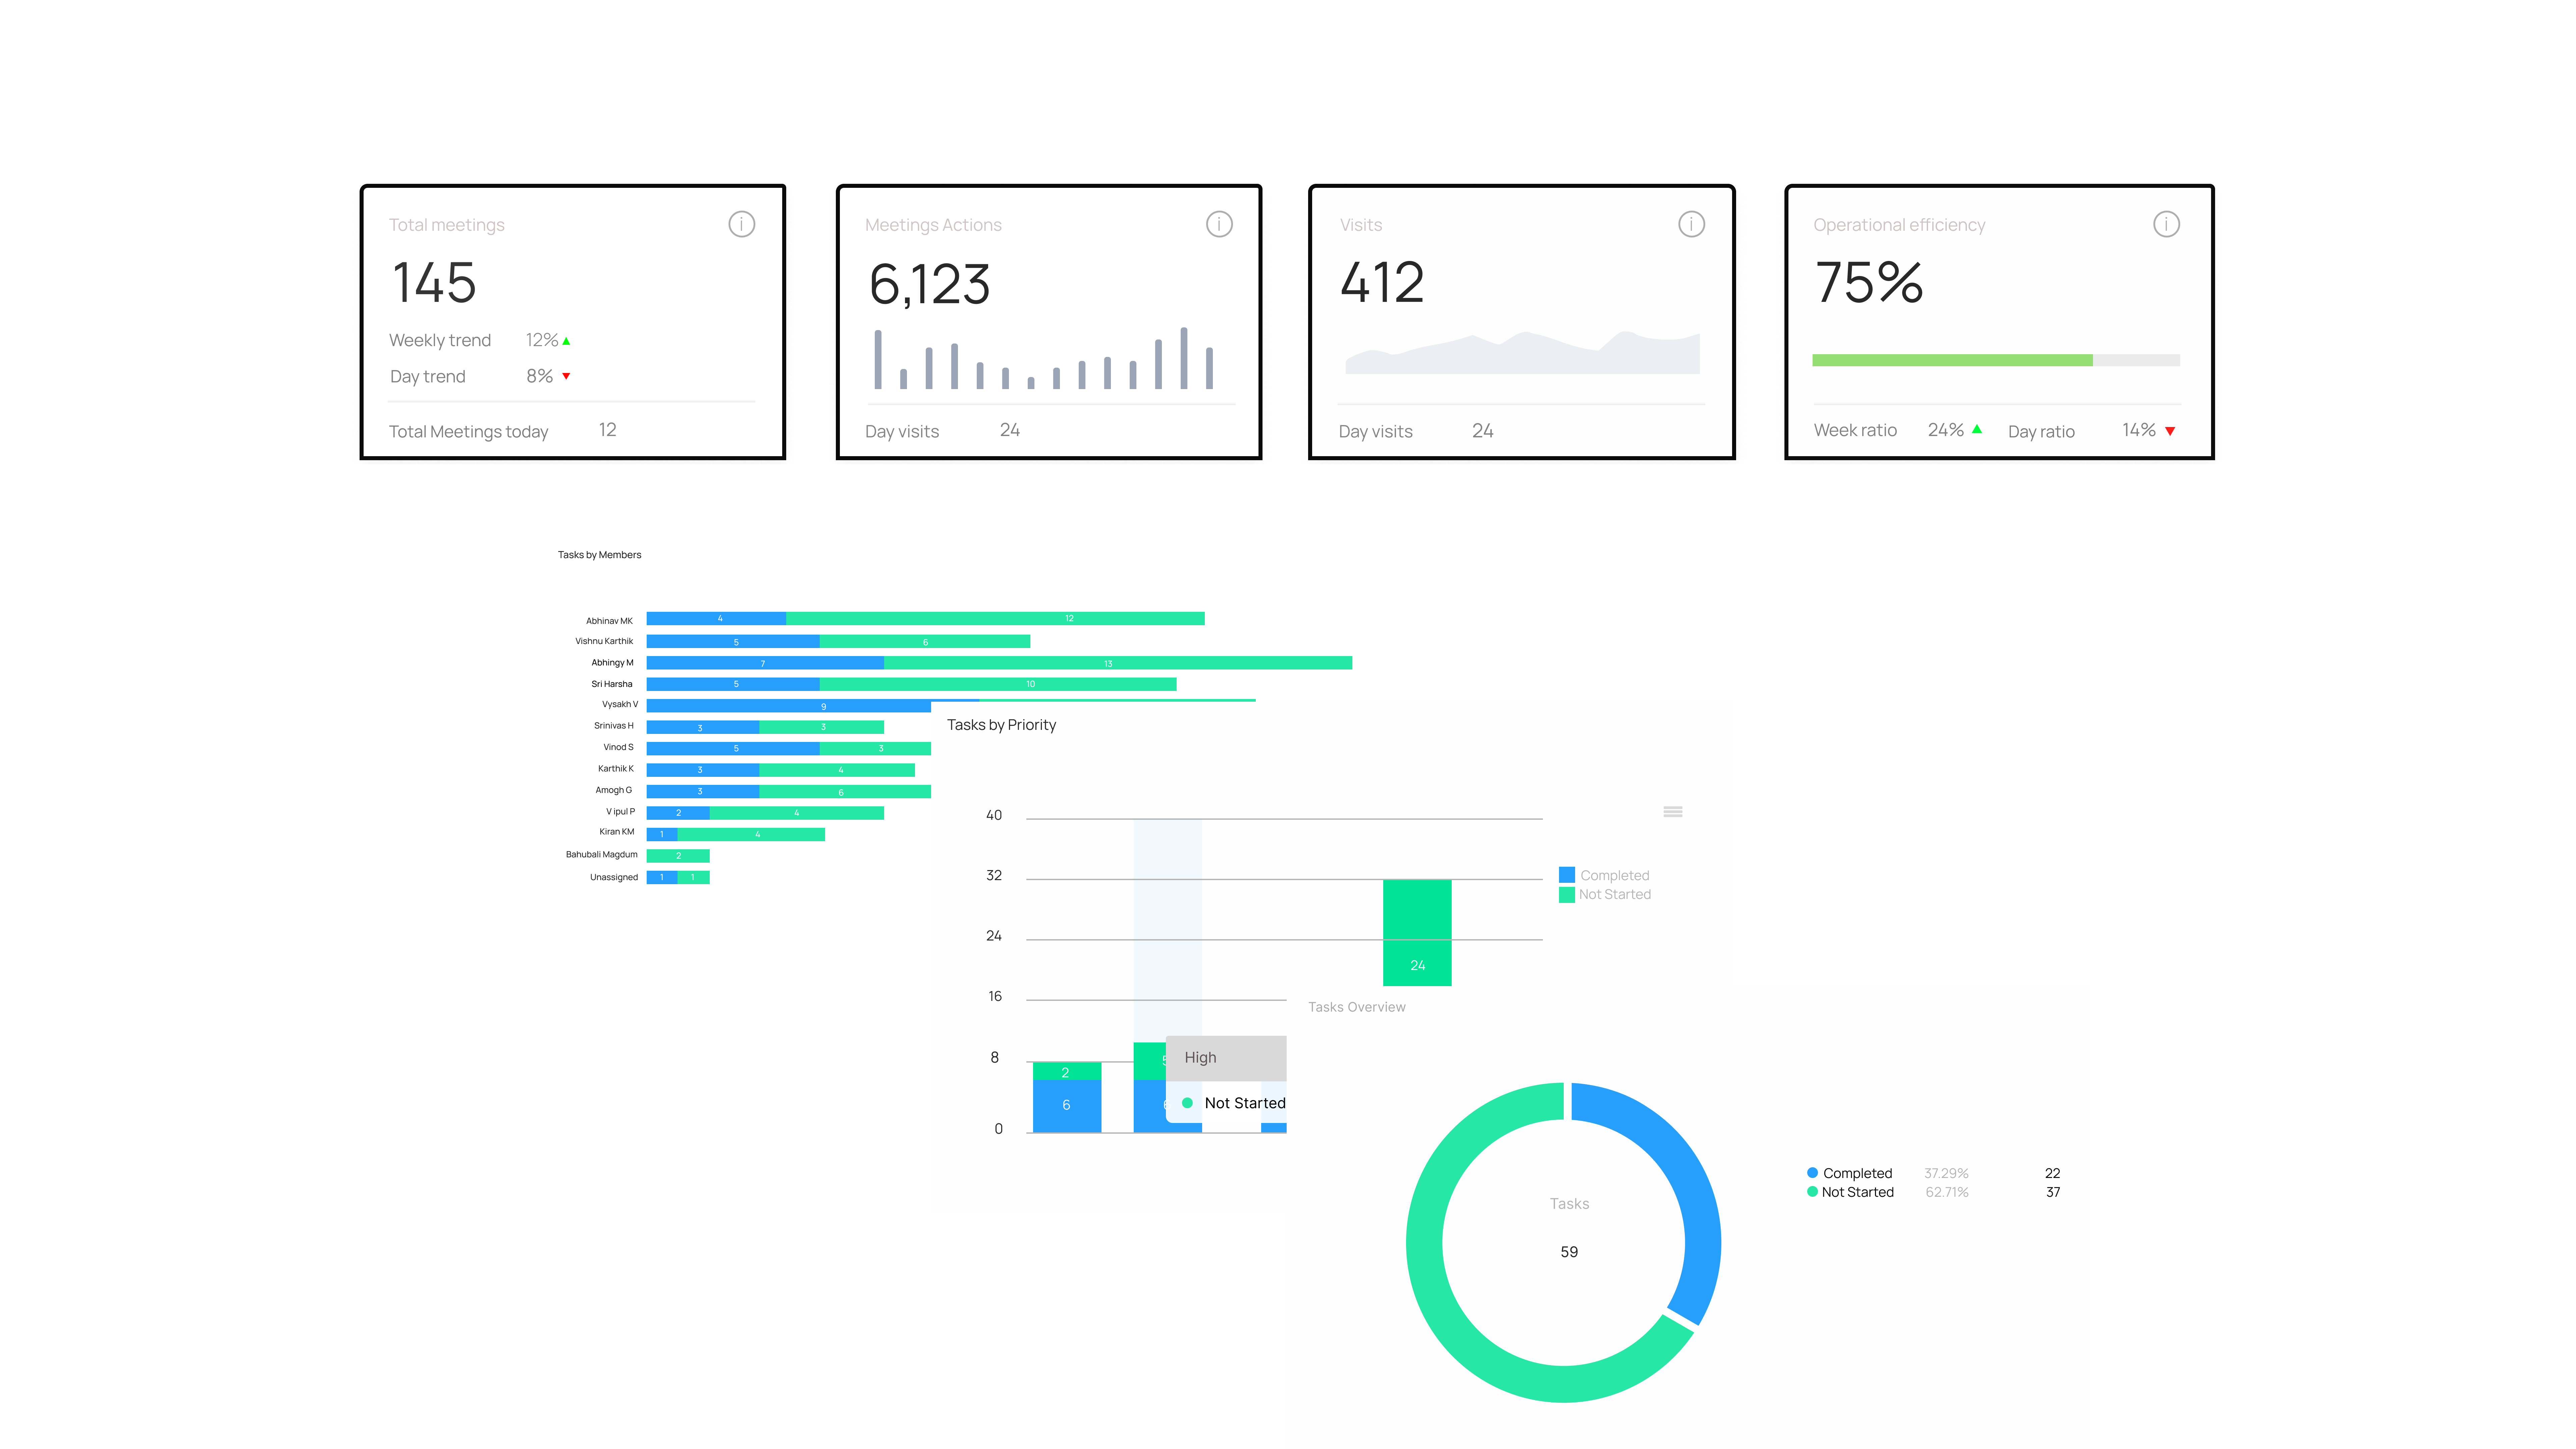 Total meetings
145
Weekly trend 12%
Day trend 8%
Total Meetings today 12
Meetings Actions
6,123
Day visits 24
Visits
412
Day visits 24
Operational efficiency
75%
Week ratio 24% Day ratio 14%
Tasks by Members
Abhinav MK 4 12
Vishnu Karthik 5 6
Abhingy M 7 13
Sri Harsha 5 10
Vysakh V 9
Srinivas H 3 3
Vinod S 5 3
Karthik K 3 4
Amogh G 3 6
V ipul P 2 4
Kiran KM 1 4
Bahubali Magdum 2
Unassigned 1 1
Tasks by Priority
40
32
24
16
8
0
2
6
24
High
Not Started
Completed
Not Started
Tasks Overview
Tasks
59
Completed 37.29% 22
Not Started 62.71% 37